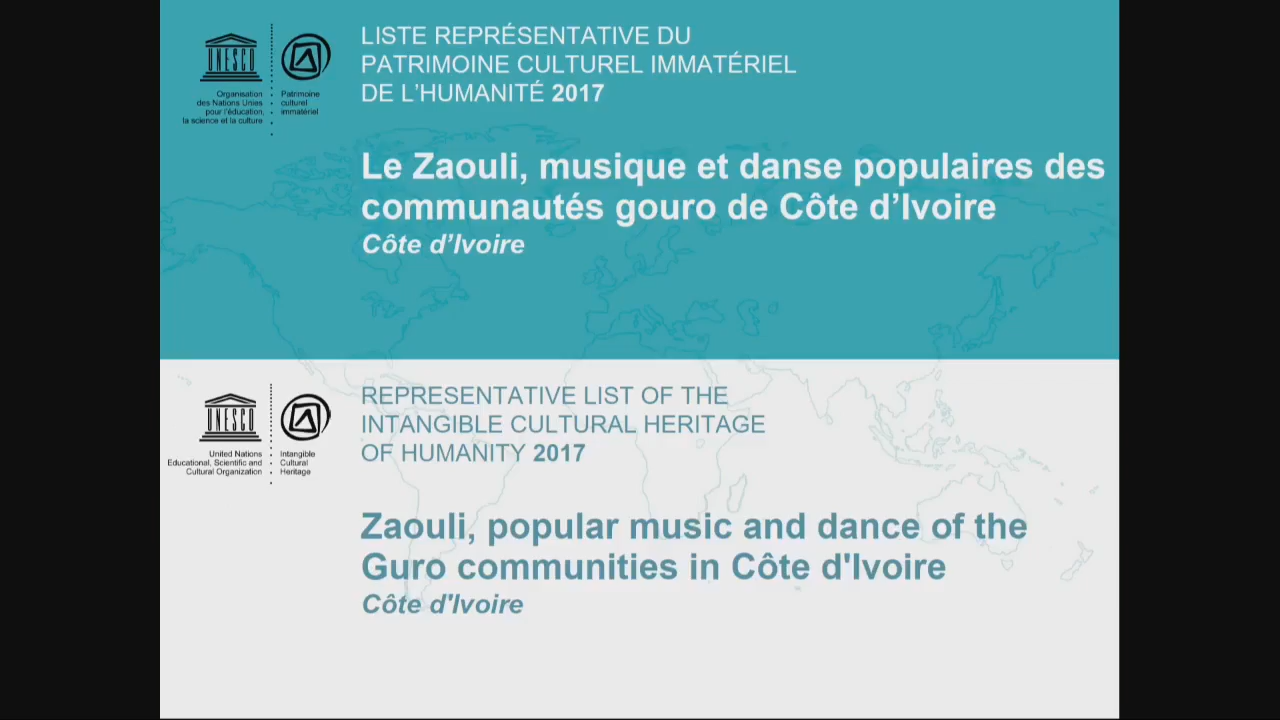 UNESCO
Organisation
des Nations Unies
pour l'éducation,
la science et la culture
Patrimoine
culturel
immatériel
LISTE REPRÉSENTATIVE DU
PATRIMOINE CULTUREL IMMATÉRIEL
DE L’HUMANITÉ 2017
Le Zaouli, musique et danse populaires des
communautés gouro de Côte d’Ivoire
Côte d’Ivoire
UNESCO
United Nations
Educational, Scientific and
Cultural Organization
Intangible
Cultural
Heritage
REPRESENTATIVE LIST OF THE
INTANGIBLE CULTURAL HERITAGE
OF HUMANITY 2017
Zaouli, popular music and dance of the
Guro communities in Côte d'Ivoire
Côte d'Ivoire